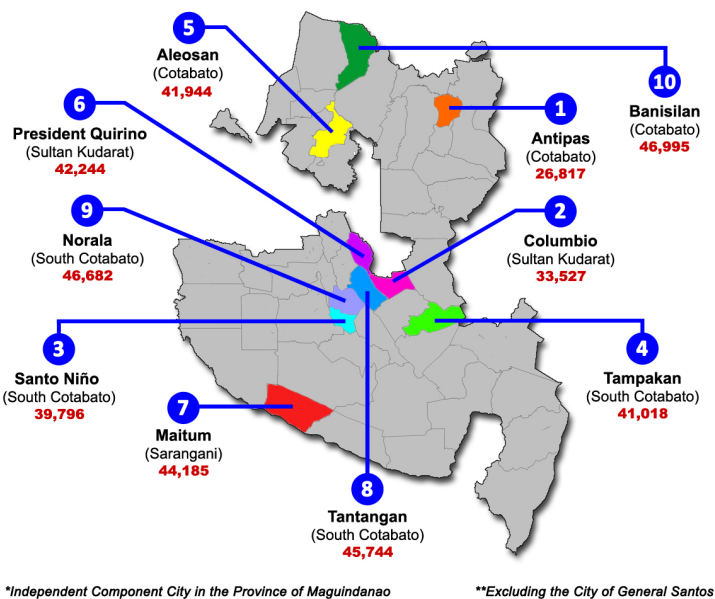 5
Aleosan
(Cotabato)
41,944
10
Banisilan
(Cotabato)
46,995
6
President Quirino
(Sultan Kudarat)
42,244
1
Antipas
(Cotabato)
26,817
9
Norala
(South Cotabato)
46,682
2
Columbio
(Sultan Kudarat)
33,527
3
Santo Niño
(South Cotabato)
39,796
4
Tampakan
(South Cotabato)
41,018
7
Maitum
(Sarangani)
44,185
8
Tantangan
(South Cotabato)
45,744
*Independent Component City in the Province of Maguindanao
**Excluding the City of General Santos